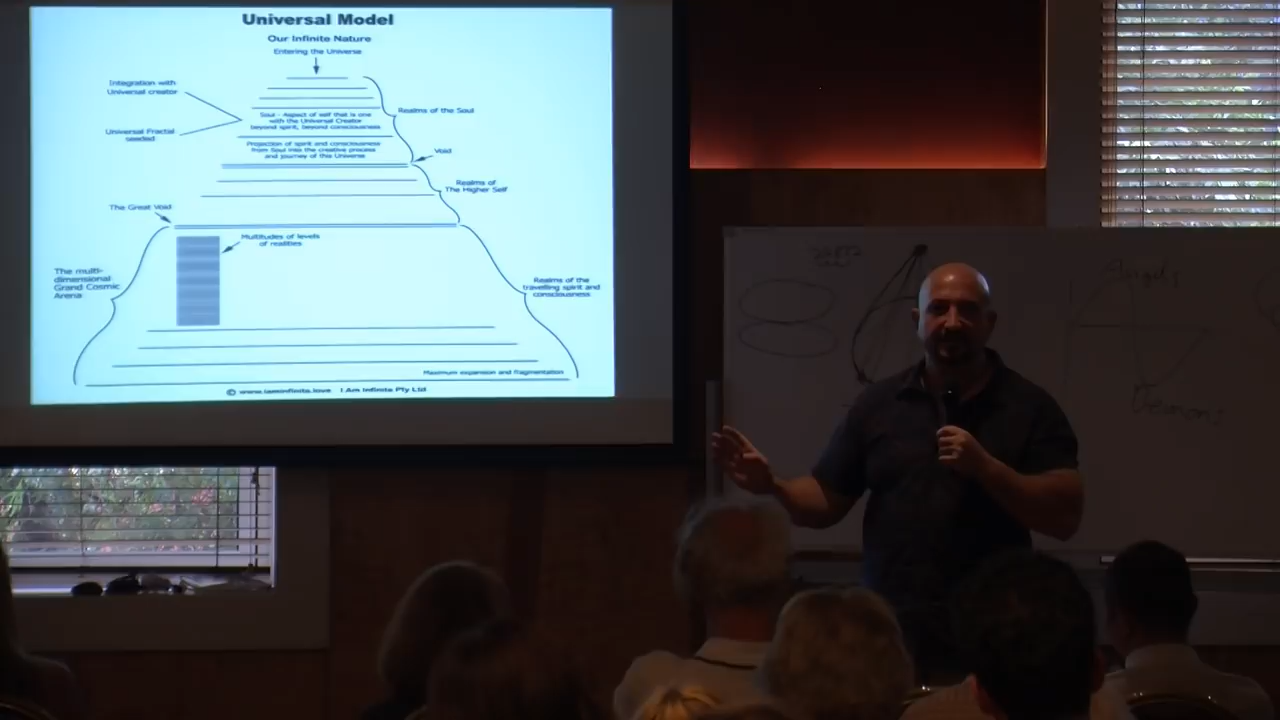 Universal Model
Our Infinite Nature
Entering the Universe
Integration with
Universal creator
Universal Fractal
seeded
Soul - Aspect of self that is one
with the Universal Creator
beyond spirit, beyond consciousness
Projection of spirit and consciousness
from Soul into the creative process
and journey of this Universe
Realms of the Soul
Void
Realms of
The Higher Self
The Great Void
Multitudes of levels
of realities
The multi-
dimensional
Grand Cosmic
Arena
Realms of the
travelling spirit and
consciousness
Maximum expansion and fragmentation
© www.iaminfinite.love I Am Infinite Pty Ltd
Angels
Demons